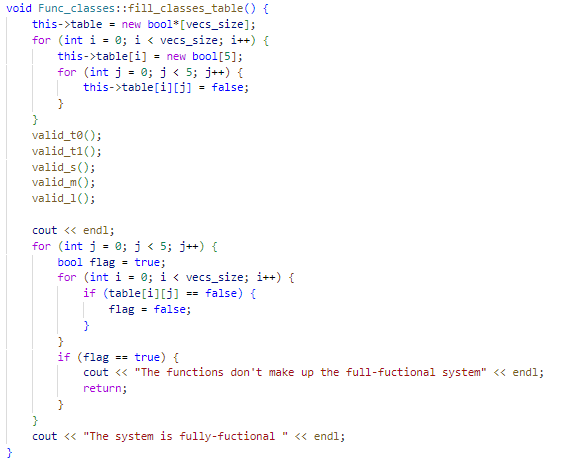 void Func_classes::fill_classes_table() {
    this->table = new bool*[vecs_size];
    for (int i = 0; i < vecs_size; i++) {
        this->table[i] = new bool[5];
        for (int j = 0; j < 5; j++) {
            this->table[i][j] = false;
        }
    }
    valid_t0();
    valid_t1();
    valid_s();
    valid_m();
    valid_l();

    cout << endl;
    for (int j = 0; j < 5; j++) {
        bool flag = true;
        for (int i = 0; i < vecs_size; i++) {
            if (table[i][j] == false) {
                flag = false;
            }
        }
        if (flag == true) {
            cout << "The functions don't make up the full-fuctional system" << endl;
            return;
        }
    }
    cout << "The system is fully-fuctional " << endl;
}